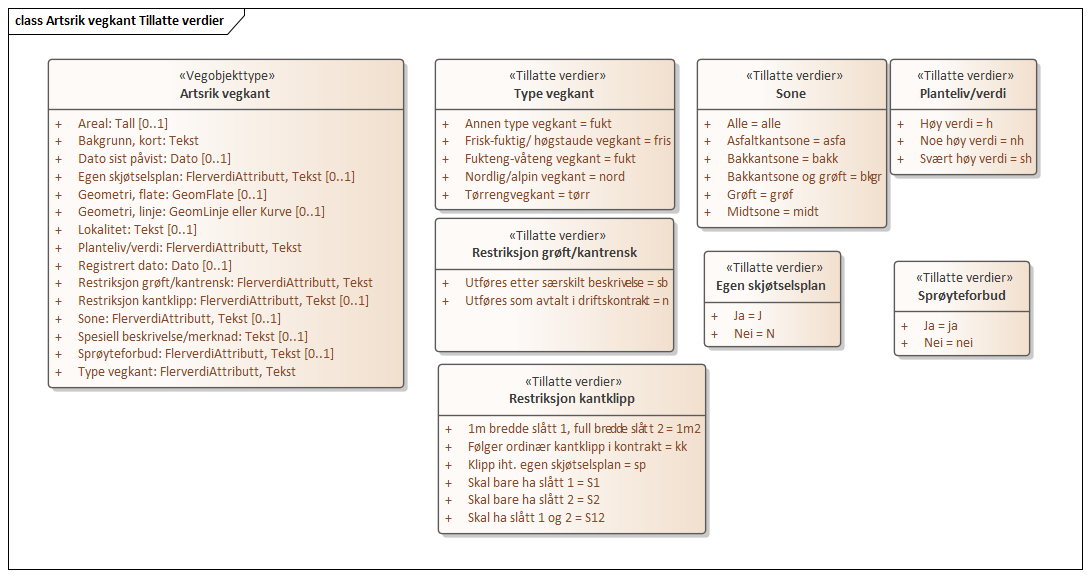 class Artsrik vegkant Tillatte verdier
«Vegobjekttype»
Artsrik vegkant
+ Areal: Tall [0..1]
+ Bakgrunn, kort: Tekst
+ Dato sist påvist: Dato [0..1]
+ Egen skjøtselsplan: FlerverdiAttributt, Tekst [0..1]
+ Geometri, flate: GeomFlate [0..1]
+ Geometri, linje: GeomLinje eller Kurve [0..1]
+ Lokalitet: Tekst [0..1]
+ Planteliv/verdi: FlerverdiAttributt, Tekst
+ Registrert dato: Dato [0..1]
+ Restriksjon grøft/kantrensk: FlerverdiAttributt, Tekst
+ Restriksjon kantklipp: FlerverdiAttributt, Tekst [0..1]
+ Sone: FlerverdiAttributt, Tekst [0..1]
+ Spesiell beskrivelse/merknad: Tekst [0..1]
+ Sprøyteforbud: FlerverdiAttributt, Tekst [0..1]
+ Type vegkant: FlerverdiAttributt, Tekst
«Tillatte verdier»
Type vegkant
+ Annen type vegkant = fukt
+ Frisk-fuktig/ høgstaude vegkant = fris
+ Fukteng-våteng vegkant = fukt
+ Nordlig/alpin vegkant = nord
+ Tørrengvegkant = tørr
«Tillatte verdier»
Sone
+ Alle = alle
+ Asfaltkantsone = asfa
+ Bakkantsone = bakk
+ Bakkantsone og grøft = bkgr
+ Grøft = grøf
+ Midtsone = midt
«Tillatte verdier»
Planteliv/verdi
+ Høy verdi = h
+ Noe høy verdi = nh
+ Svært høy verdi = sh
«Tillatte verdier»
Restriksjon grøft/kantrensk
+ Utføres etter særskilt beskrivelse = sb
+ Utføres som avtalt i driftskontrakt = n
«Tillatte verdier»
Egen skjøtselsplan
+ Ja = J
+ Nei = N
«Tillatte verdier»
Sprøyteforbud
+ Ja = ja
+ Nei = nei
«Tillatte verdier»
Restriksjon kantklipp
+ 1m bredde slått 1, full bredde slått 2 = 1m2
+ Følger ordinær kantklipp i kontrakt = kk
+ Klipp iht. egen skjøtselsplan = sp
+ Skal bare ha slått 1 = S1
+ Skal bare ha slått 2 = S2
+ Skal ha slått 1 og 2 = S12